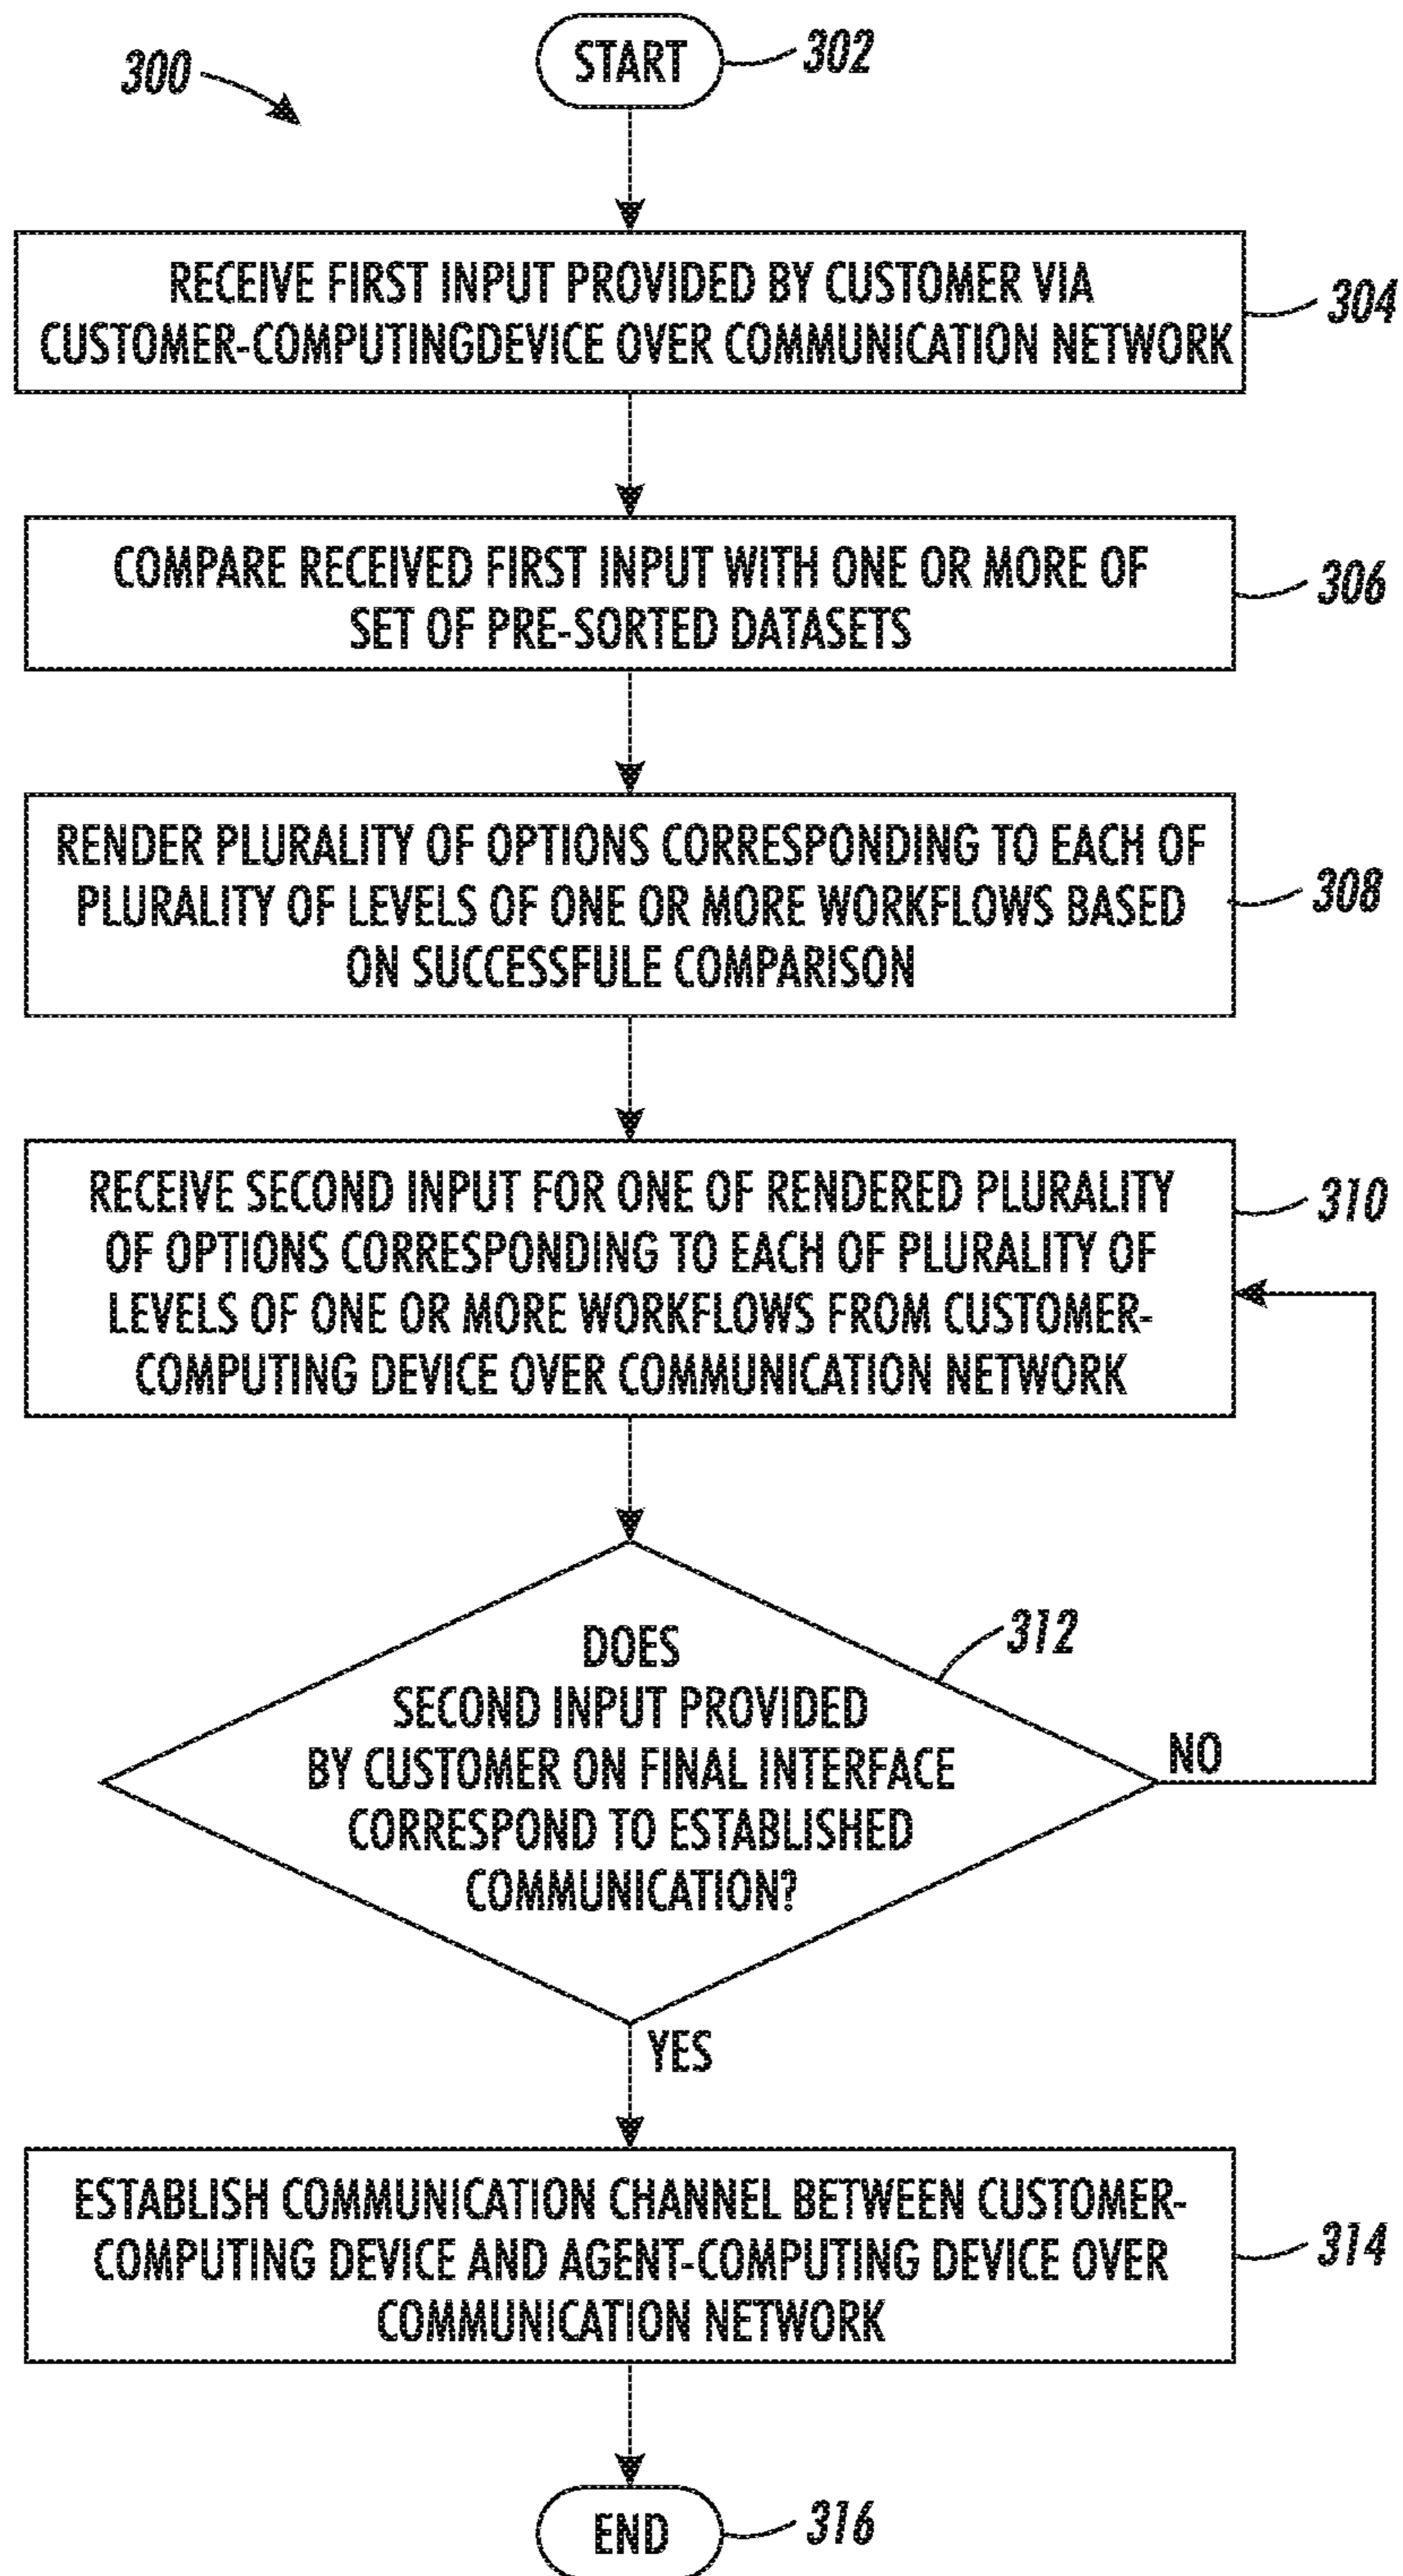 300
START
302
RECEIVE FIRST INPUT PROVIDED BY CUSTOMER VIA
CUSTOMER-COMPUTINGDEVICE OVER COMMUNICATION NETWORK
304
COMPARE RECEIVED FIRST INPUT WITH ONE OR MORE OF
SET OF PRE-SORTED DATASETS
306
RENDER PLURALITY OF OPTIONS CORRESPONDING TO EACH OF
PLURALITY OF LEVELS OF ONE OR MORE WORKFLOWS BASED
ON SUCCESSFULE COMPARISON
308
RECEIVE SECOND INPUT FOR ONE OF RENDERED PLURALITY
OF OPTIONS CORRESPONDING TO EACH OF PLURALITY OF
LEVELS OF ONE OR MORE WORKFLOWS FROM CUSTOMER-
COMPUTING DEVICE OVER COMMUNICATION NETWORK
310
DOES
SECOND INPUT PROVIDED
BY CUSTOMER ON FINAL INTERFACE
CORRESPOND TO ESTABLISHED
COMMUNICATION?
312
NO
YES
ESTABLISH COMMUNICATION CHANNEL BETWEEN CUSTOMER-
COMPUTING DEVICE AND AGENT-COMPUTING DEVICE OVER
COMMUNICATION NETWORK
314
END
316